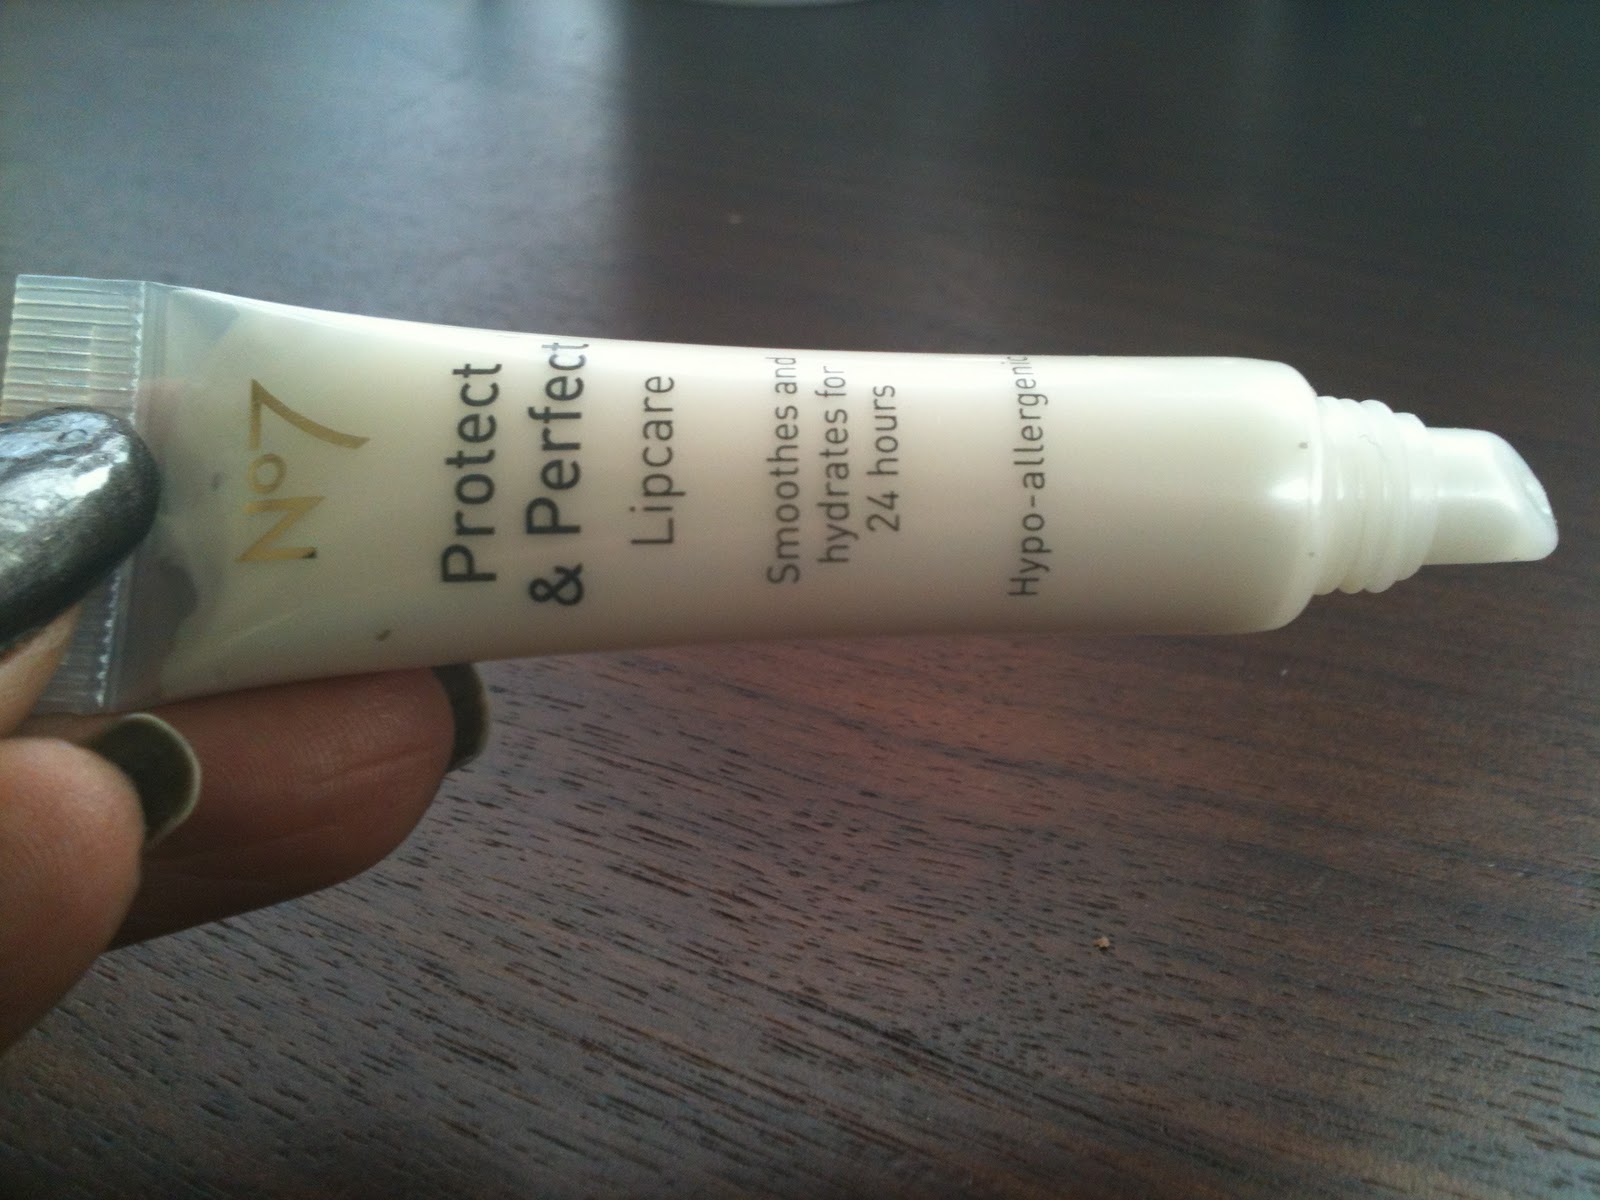 No7
Protect
& Perfect
Lipcare
Smoothes and
hydrates for
24 hours
Hypo-allergenic